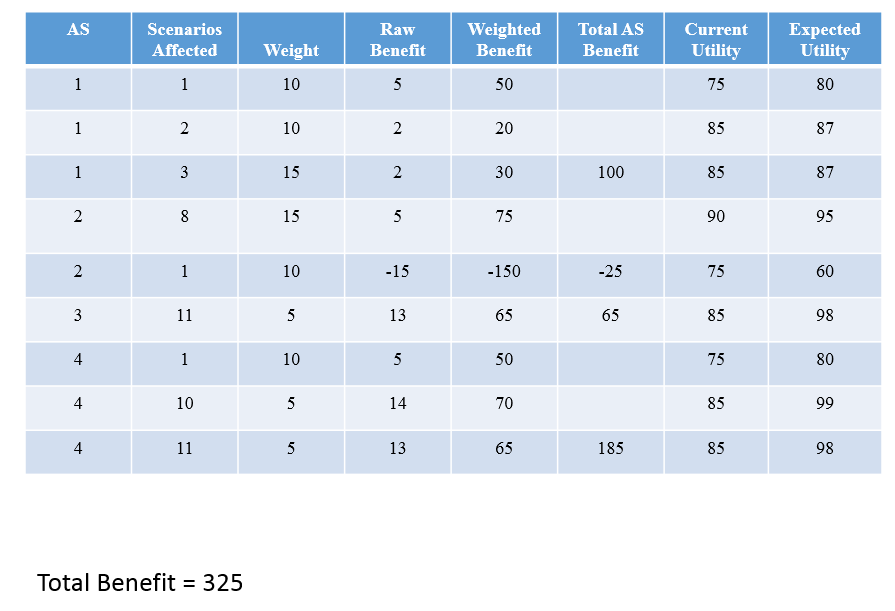 AS Scenarios Affected Weight Raw Benefit Weighted Benefit Total AS Benefit Current Utility Expected Utility
1 1 10 5 50 75 80
1 2 10 2 20 85 87
1 3 15 2 30 100 85 87
2 8 15 5 75 90 95
2 1 10 -15 -150 -25 75 60
3 11 5 13 65 65 85 98
4 1 10 5 50 75 80
4 10 5 14 70 85 99
4 11 5 13 65 185 85 98
Total Benefit = 325